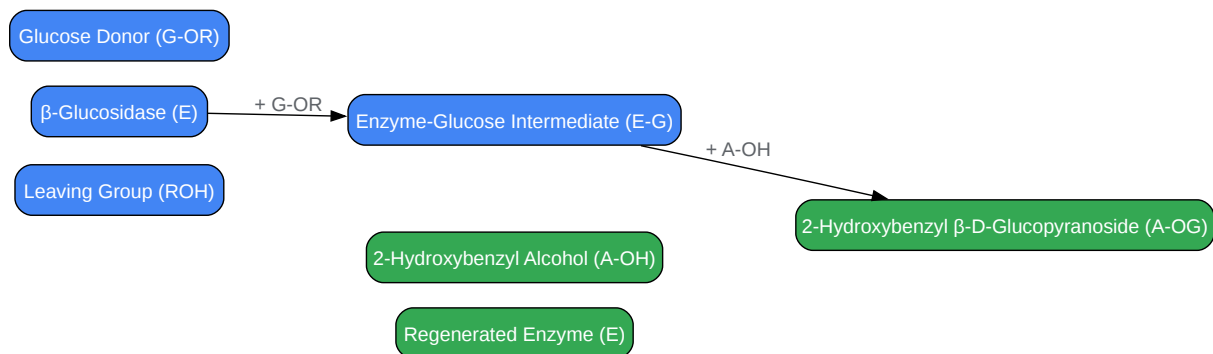 Glucose Donor (G-OR)
β-Glucosidase (E)
+ G-OR
Enzyme-Glucose Intermediate (E-G)
+ A-OH
Leaving Group (ROH)
2-Hydroxybenzyl β-D-Glucopyranoside (A-OG)
2-Hydroxybenzyl Alcohol (A-OH)
Regenerated Enzyme (E)